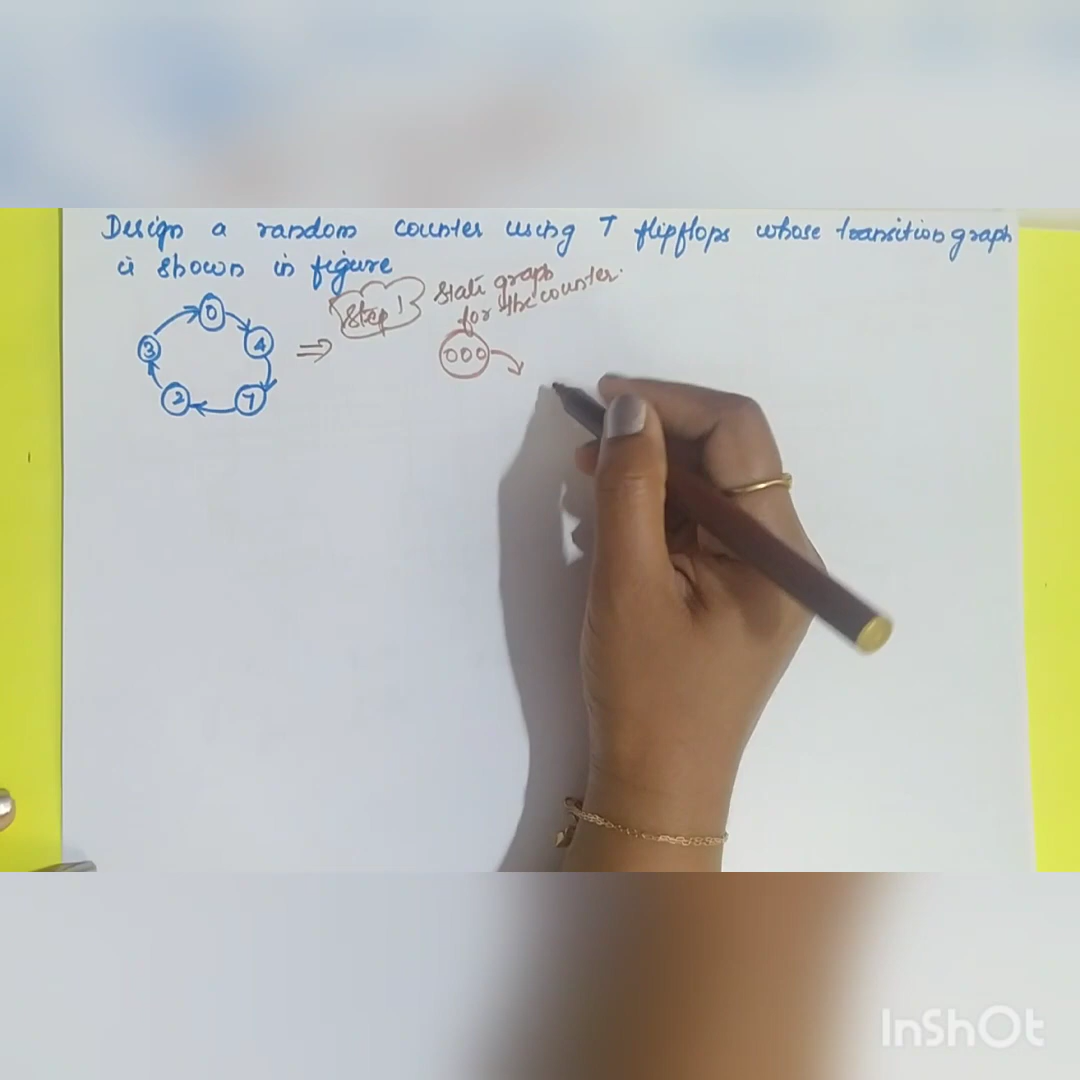 Design a random counter using T flipflops whose transition graph
is shown in figure
Step 1
State graph
for the counter.
0
4
7
2
3
⇒
000
InShOt